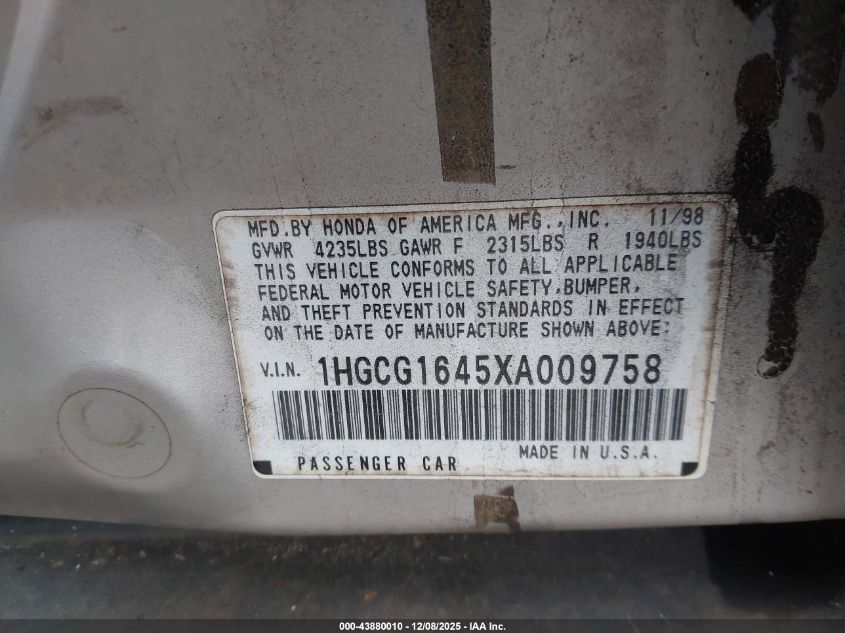 MFD.BY HONDA OF AMERICA MFG.,INC. 11/98
GVWR 4235LBS GAWR F 2315LBS R 1940LBS
THIS VEHICLE CONFORMS TO ALL APPLICABLE
FEDERAL MOTOR VEHICLE SAFETY,BUMPER,
AND THEFT PREVENTION STANDARDS IN EFFECT
ON THE DATE OF MANUFACTURE SHOWN ABOVE:
V.I.N. 1HGCG1645XA009758
MADE IN U.S.A.
PASSENGER CAR
000-43880010 - 12/08/2025 - IAA Inc.